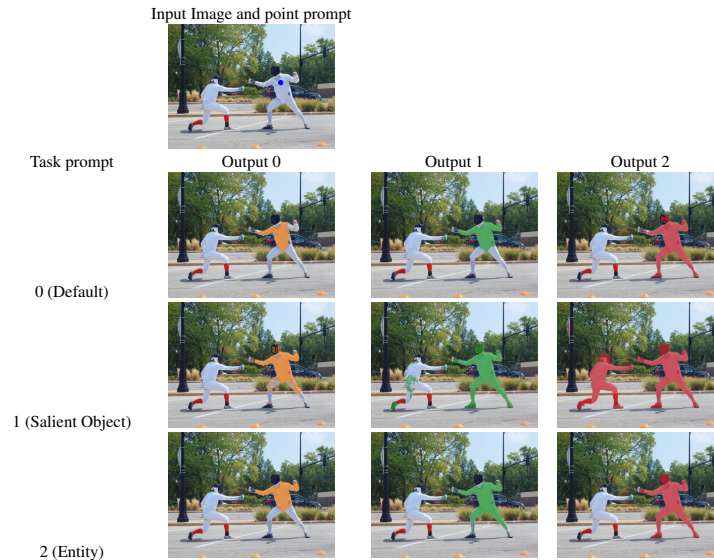 Input Image and point prompt
Task prompt Output 0 Output 1 Output 2
0 (Default)
1 (Salient Object)
2 (Entity)